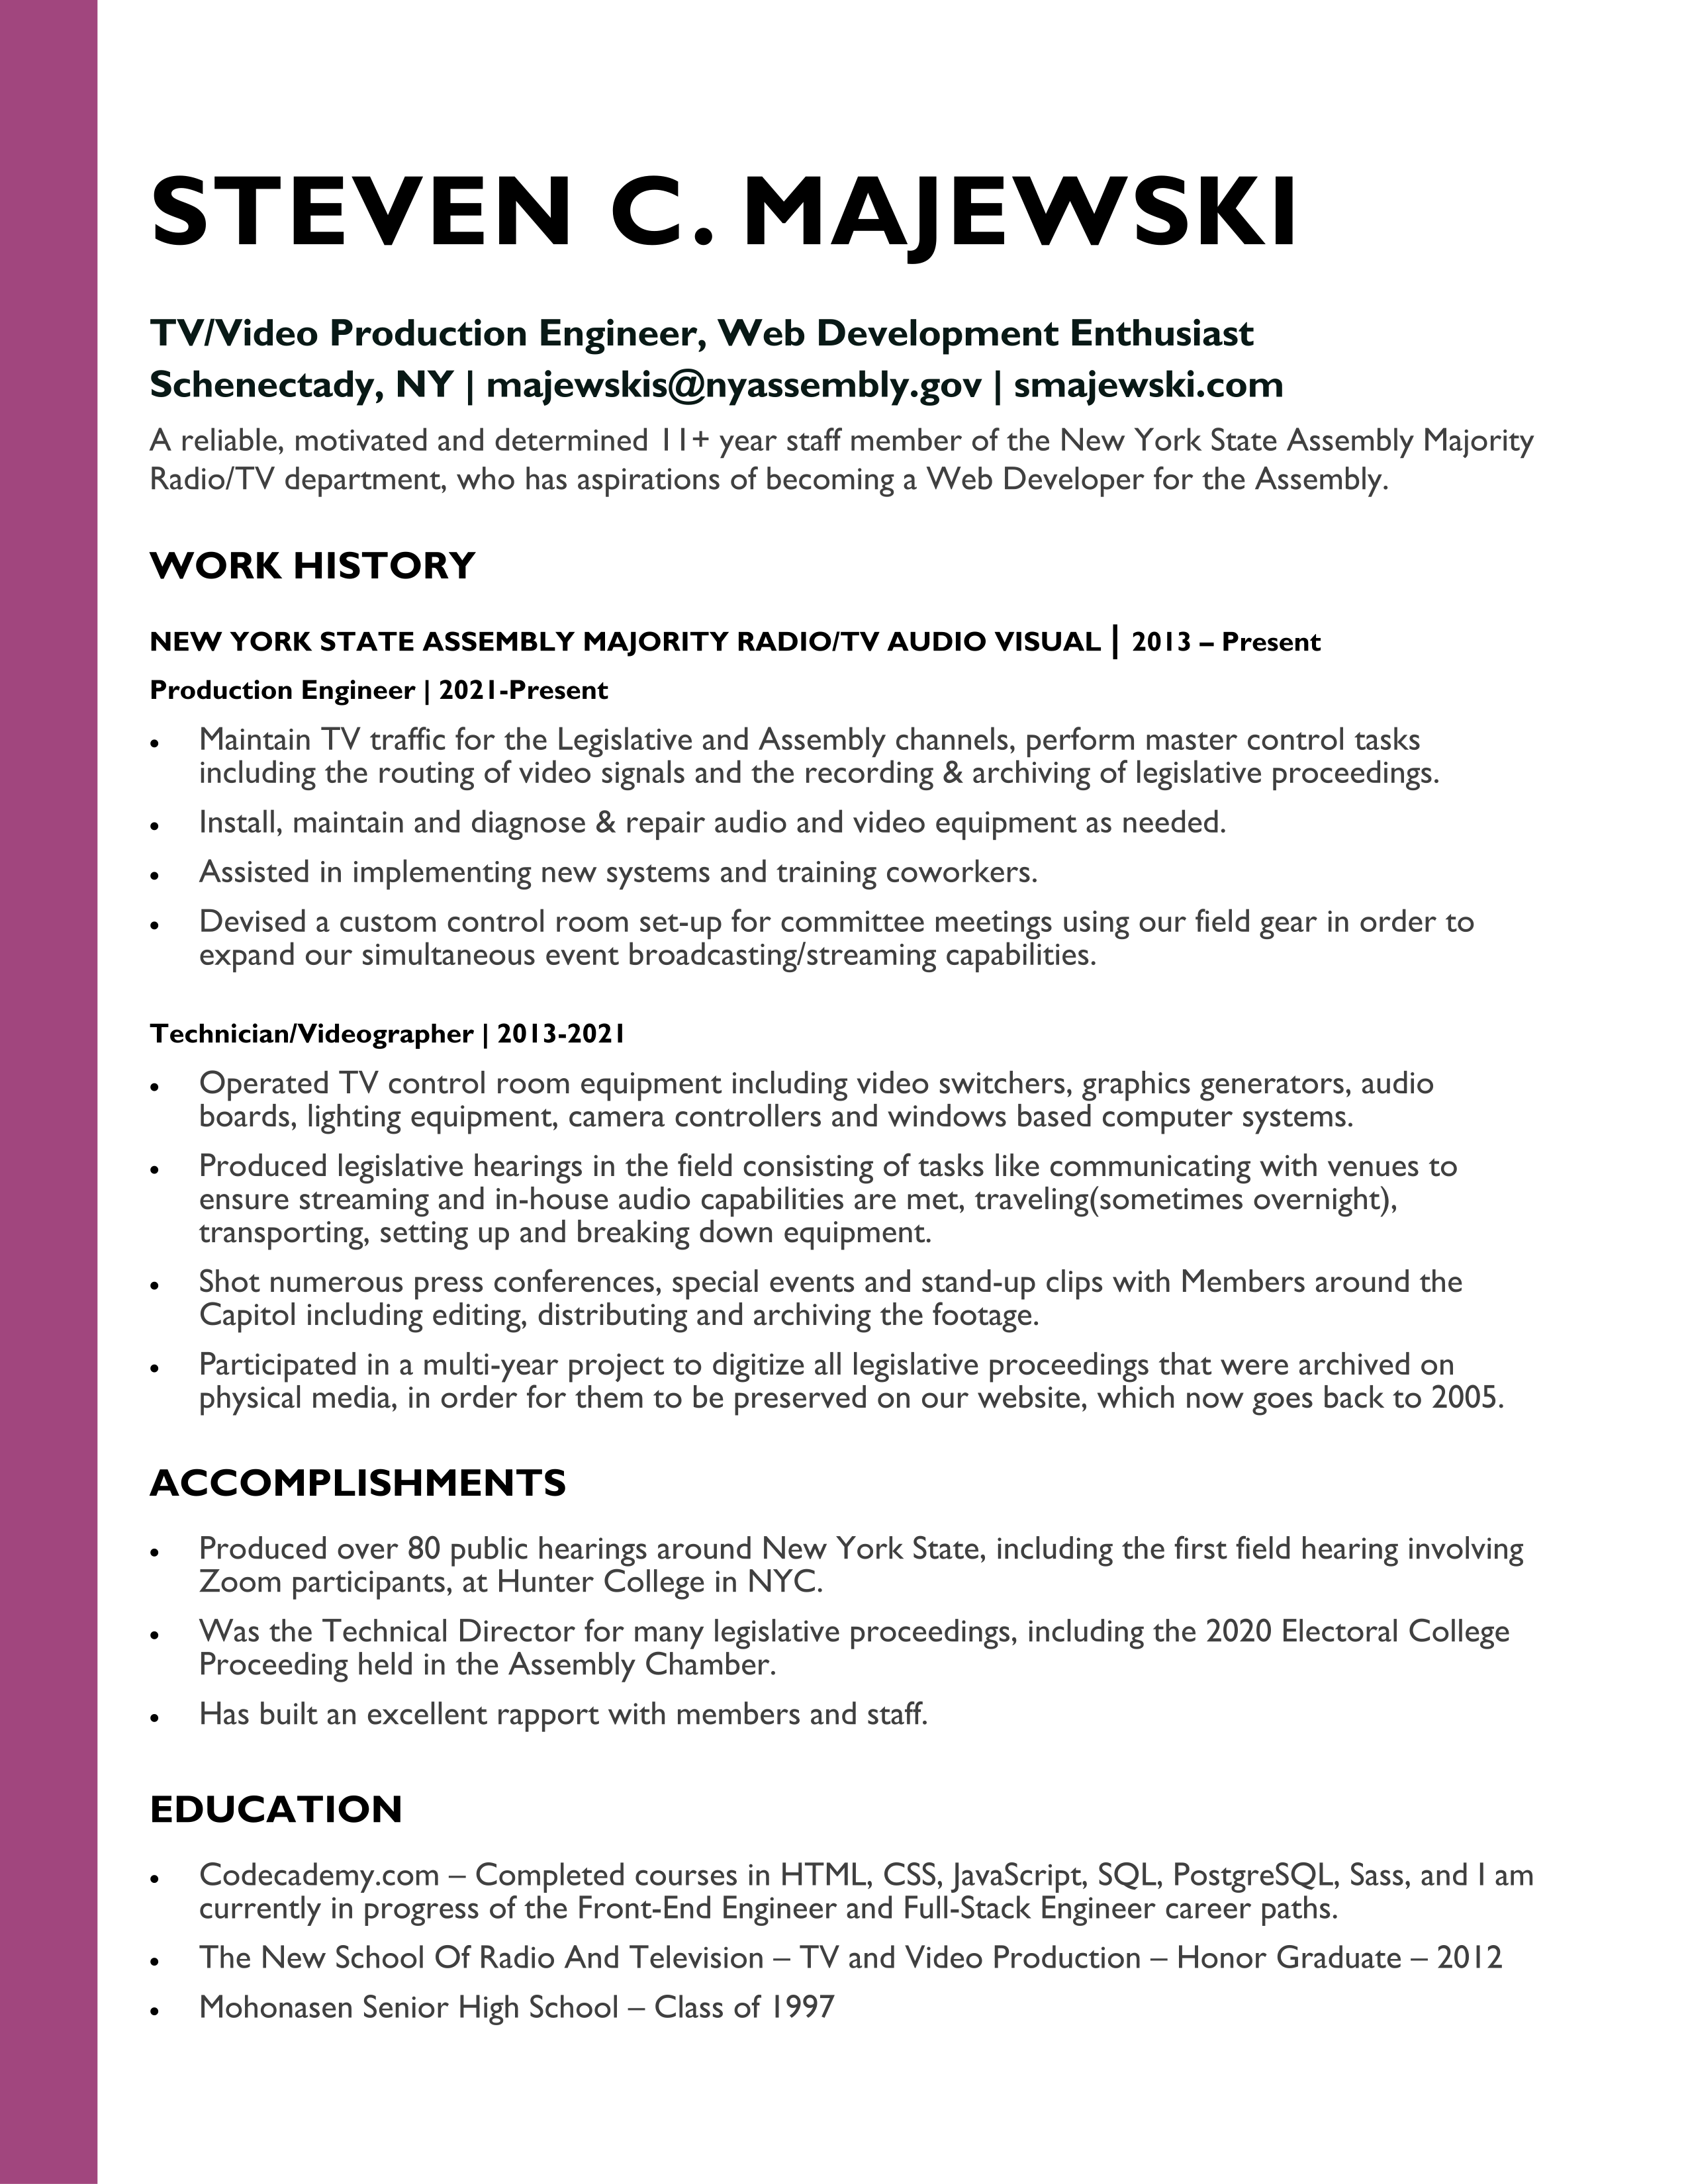 STEVEN C. MAJEWSKI
TV/Video Production Engineer, Web Development Enthusiast
Schenectady, NY | majewskis@nyassembly.gov | smajewski.com
A reliable, motivated and determined 11+ year staff member of the New York State Assembly Majority
Radio/TV department, who has aspirations of becoming a Web Developer for the Assembly.
WORK HISTORY
NEW YORK STATE ASSEMBLY MAJORITY RADIO/TV AUDIO VISUAL | 2013 – Present
Production Engineer | 2021-Present
• Maintain TV traffic for the Legislative and Assembly channels, perform master control tasks
including the routing of video signals and the recording & archiving of legislative proceedings.
• Install, maintain and diagnose & repair audio and video equipment as needed.
• Assisted in implementing new systems and training coworkers.
• Devised a custom control room set-up for committee meetings using our field gear in order to
expand our simultaneous event broadcasting/streaming capabilities.
Technician/Videographer | 2013-2021
• Operated TV control room equipment including video switchers, graphics generators, audio
boards, lighting equipment, camera controllers and windows based computer systems.
• Produced legislative hearings in the field consisting of tasks like communicating with venues to
ensure streaming and in-house audio capabilities are met, traveling(sometimes overnight),
transporting, setting up and breaking down equipment.
• Shot numerous press conferences, special events and stand-up clips with Members around the
Capitol including editing, distributing and archiving the footage.
• Participated in a multi-year project to digitize all legislative proceedings that were archived on
physical media, in order for them to be preserved on our website, which now goes back to 2005.
ACCOMPLISHMENTS
• Produced over 80 public hearings around New York State, including the first field hearing involving
Zoom participants, at Hunter College in NYC.
• Was the Technical Director for many legislative proceedings, including the 2020 Electoral College
Proceeding held in the Assembly Chamber.
• Has built an excellent rapport with members and staff.
EDUCATION
• Codecademy.com – Completed courses in HTML, CSS, JavaScript, SQL, PostgreSQL, Sass, and I am
currently in progress of the Front-End Engineer and Full-Stack Engineer career paths.
• The New School Of Radio And Television – TV and Video Production – Honor Graduate – 2012
• Mohonasen Senior High School – Class of 1997